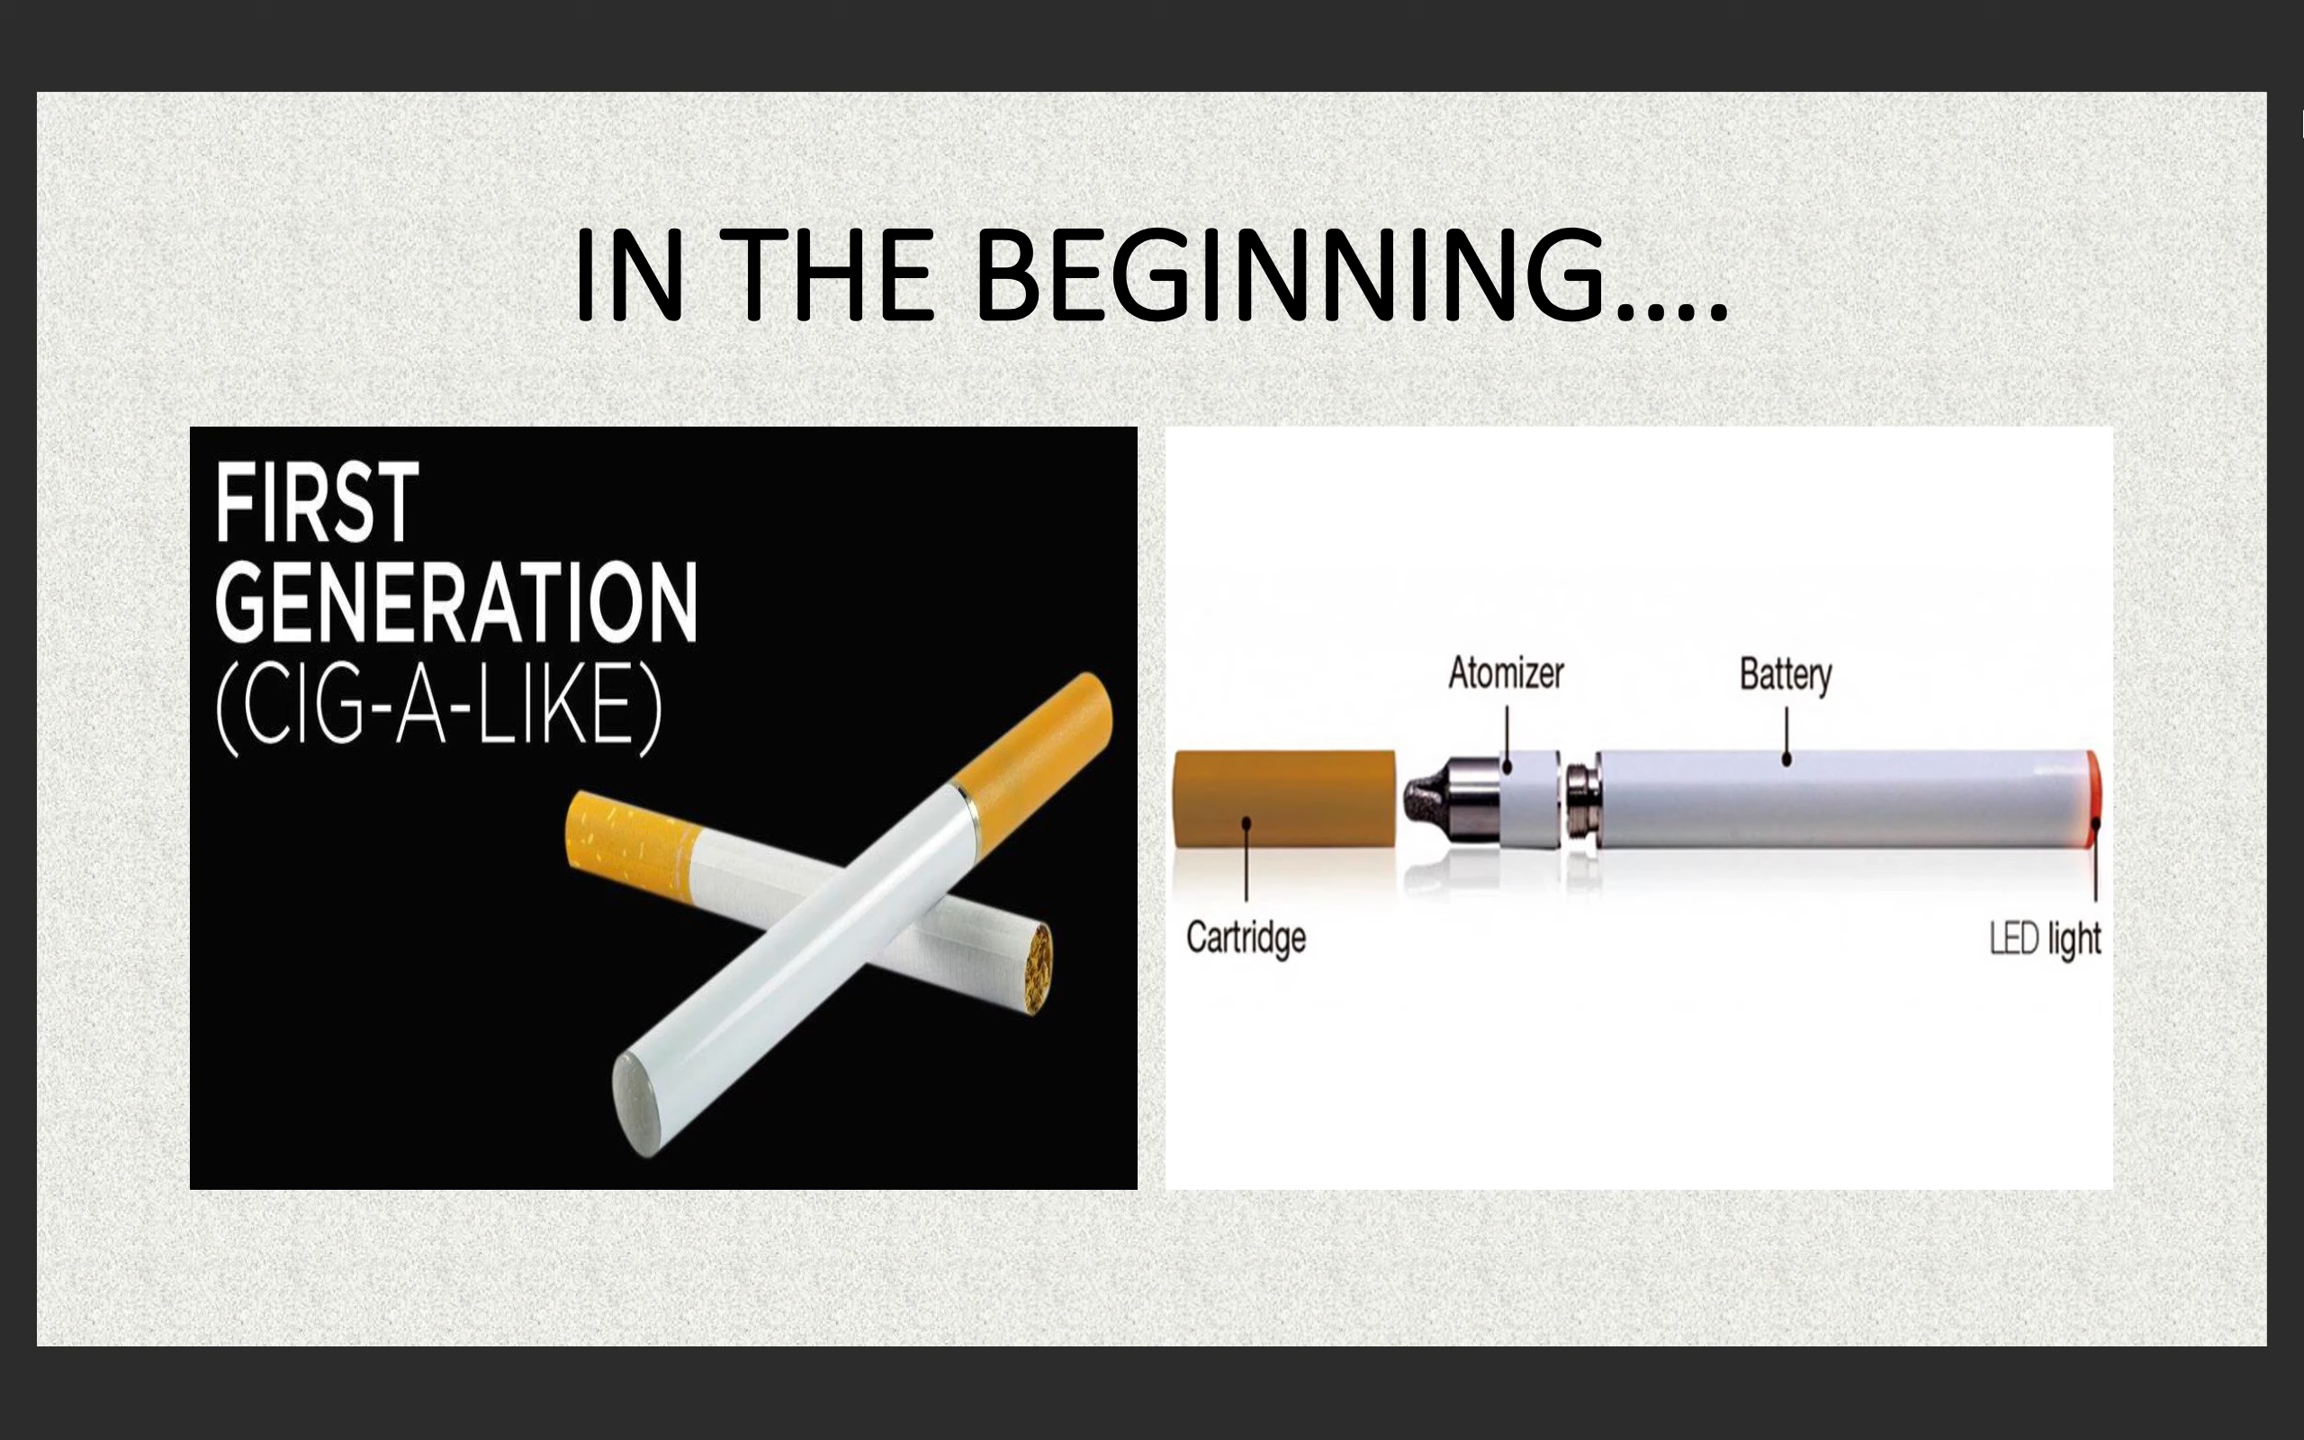 IN THE BEGINNING....
FIRST
GENERATION
(CIG-A-LIKE)
Atomizer
Battery
Cartridge
LED light